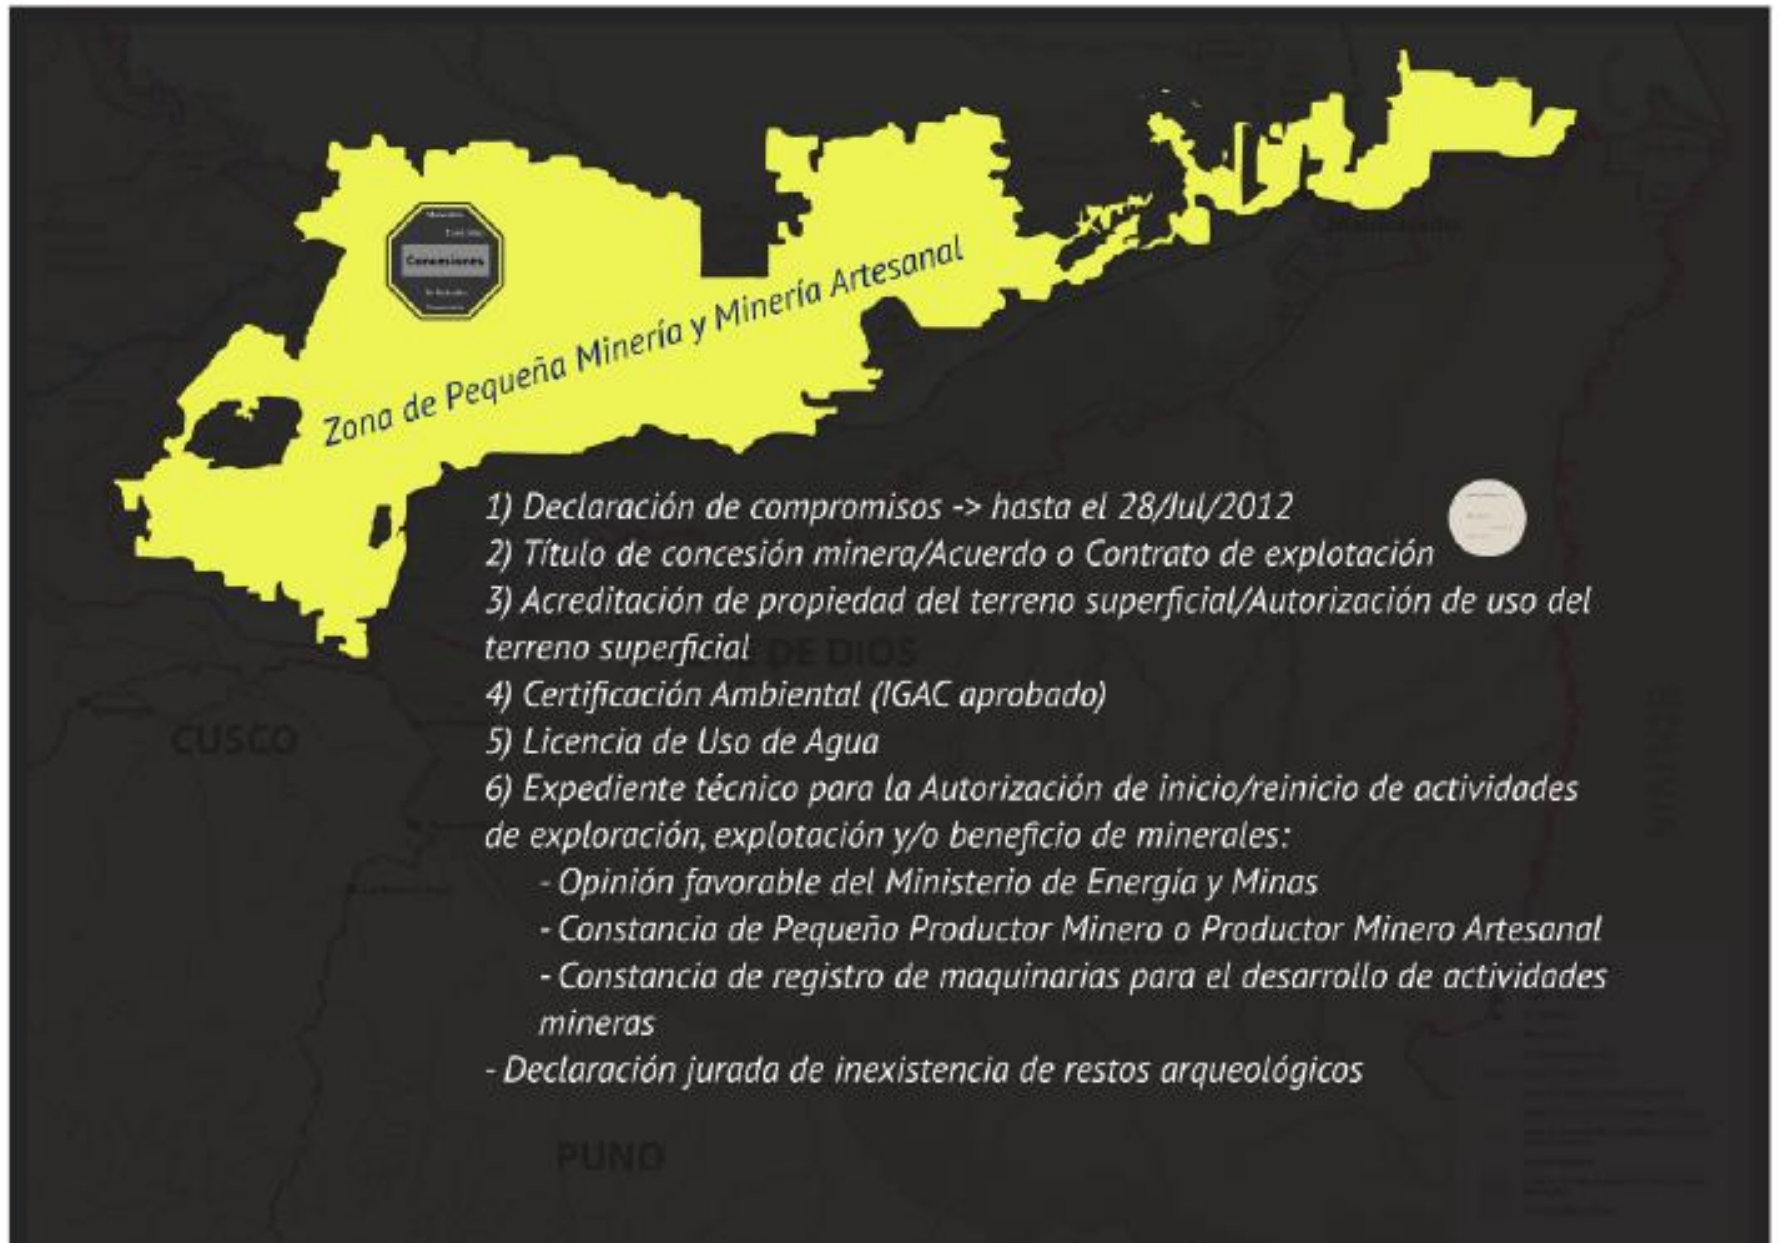 Concesiones
Zona de Pequeña Minería y Minería Artesanal
1) Declaración de compromisos -> hasta el 28/Jul/2012
2) Título de concesión minera/Acuerdo o Contrato de explotación
3) Acreditación de propiedad del terreno superficial/Autorización de uso del
terreno superficial
DE DIOS
4) Certificación Ambiental (IGAC aprobado)
CUSCO
5) Licencia de Uso de Agua
6) Expediente técnico para la Autorización de inicio/reinicio de actividades
de exploración, explotación y/o beneficio de minerales:
- Opinión favorable del Ministerio de Energía y Minas
- Constancia de Pequeño Productor Minero o Productor Minero Artesanal
- Constancia de registro de maquinarias para el desarrollo de actividades
mineras
- Declaración jurada de inexistencia de restos arqueológicos
PUNO